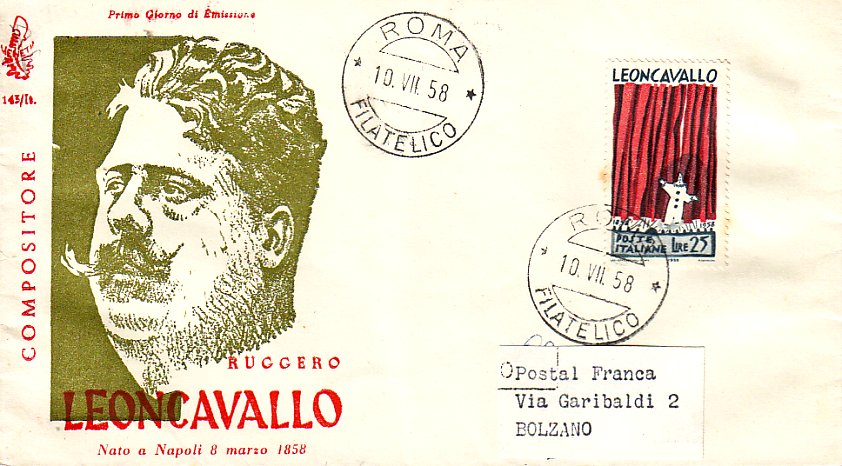 Primo Giorno di Emissione
143/It.
COMPOSITORE
RUGGERO
LEONCAVALLO
Nato a Napoli 8 marzo 1858
ROMA
10. VII. 58
FILATELICO
LEONCAVALLO
POSTE
ITALIANE LIRE 25
ROMA
10. VII. 58
FILATELICO
Postal Franca
Via Garibaldi 2
BOLZANO